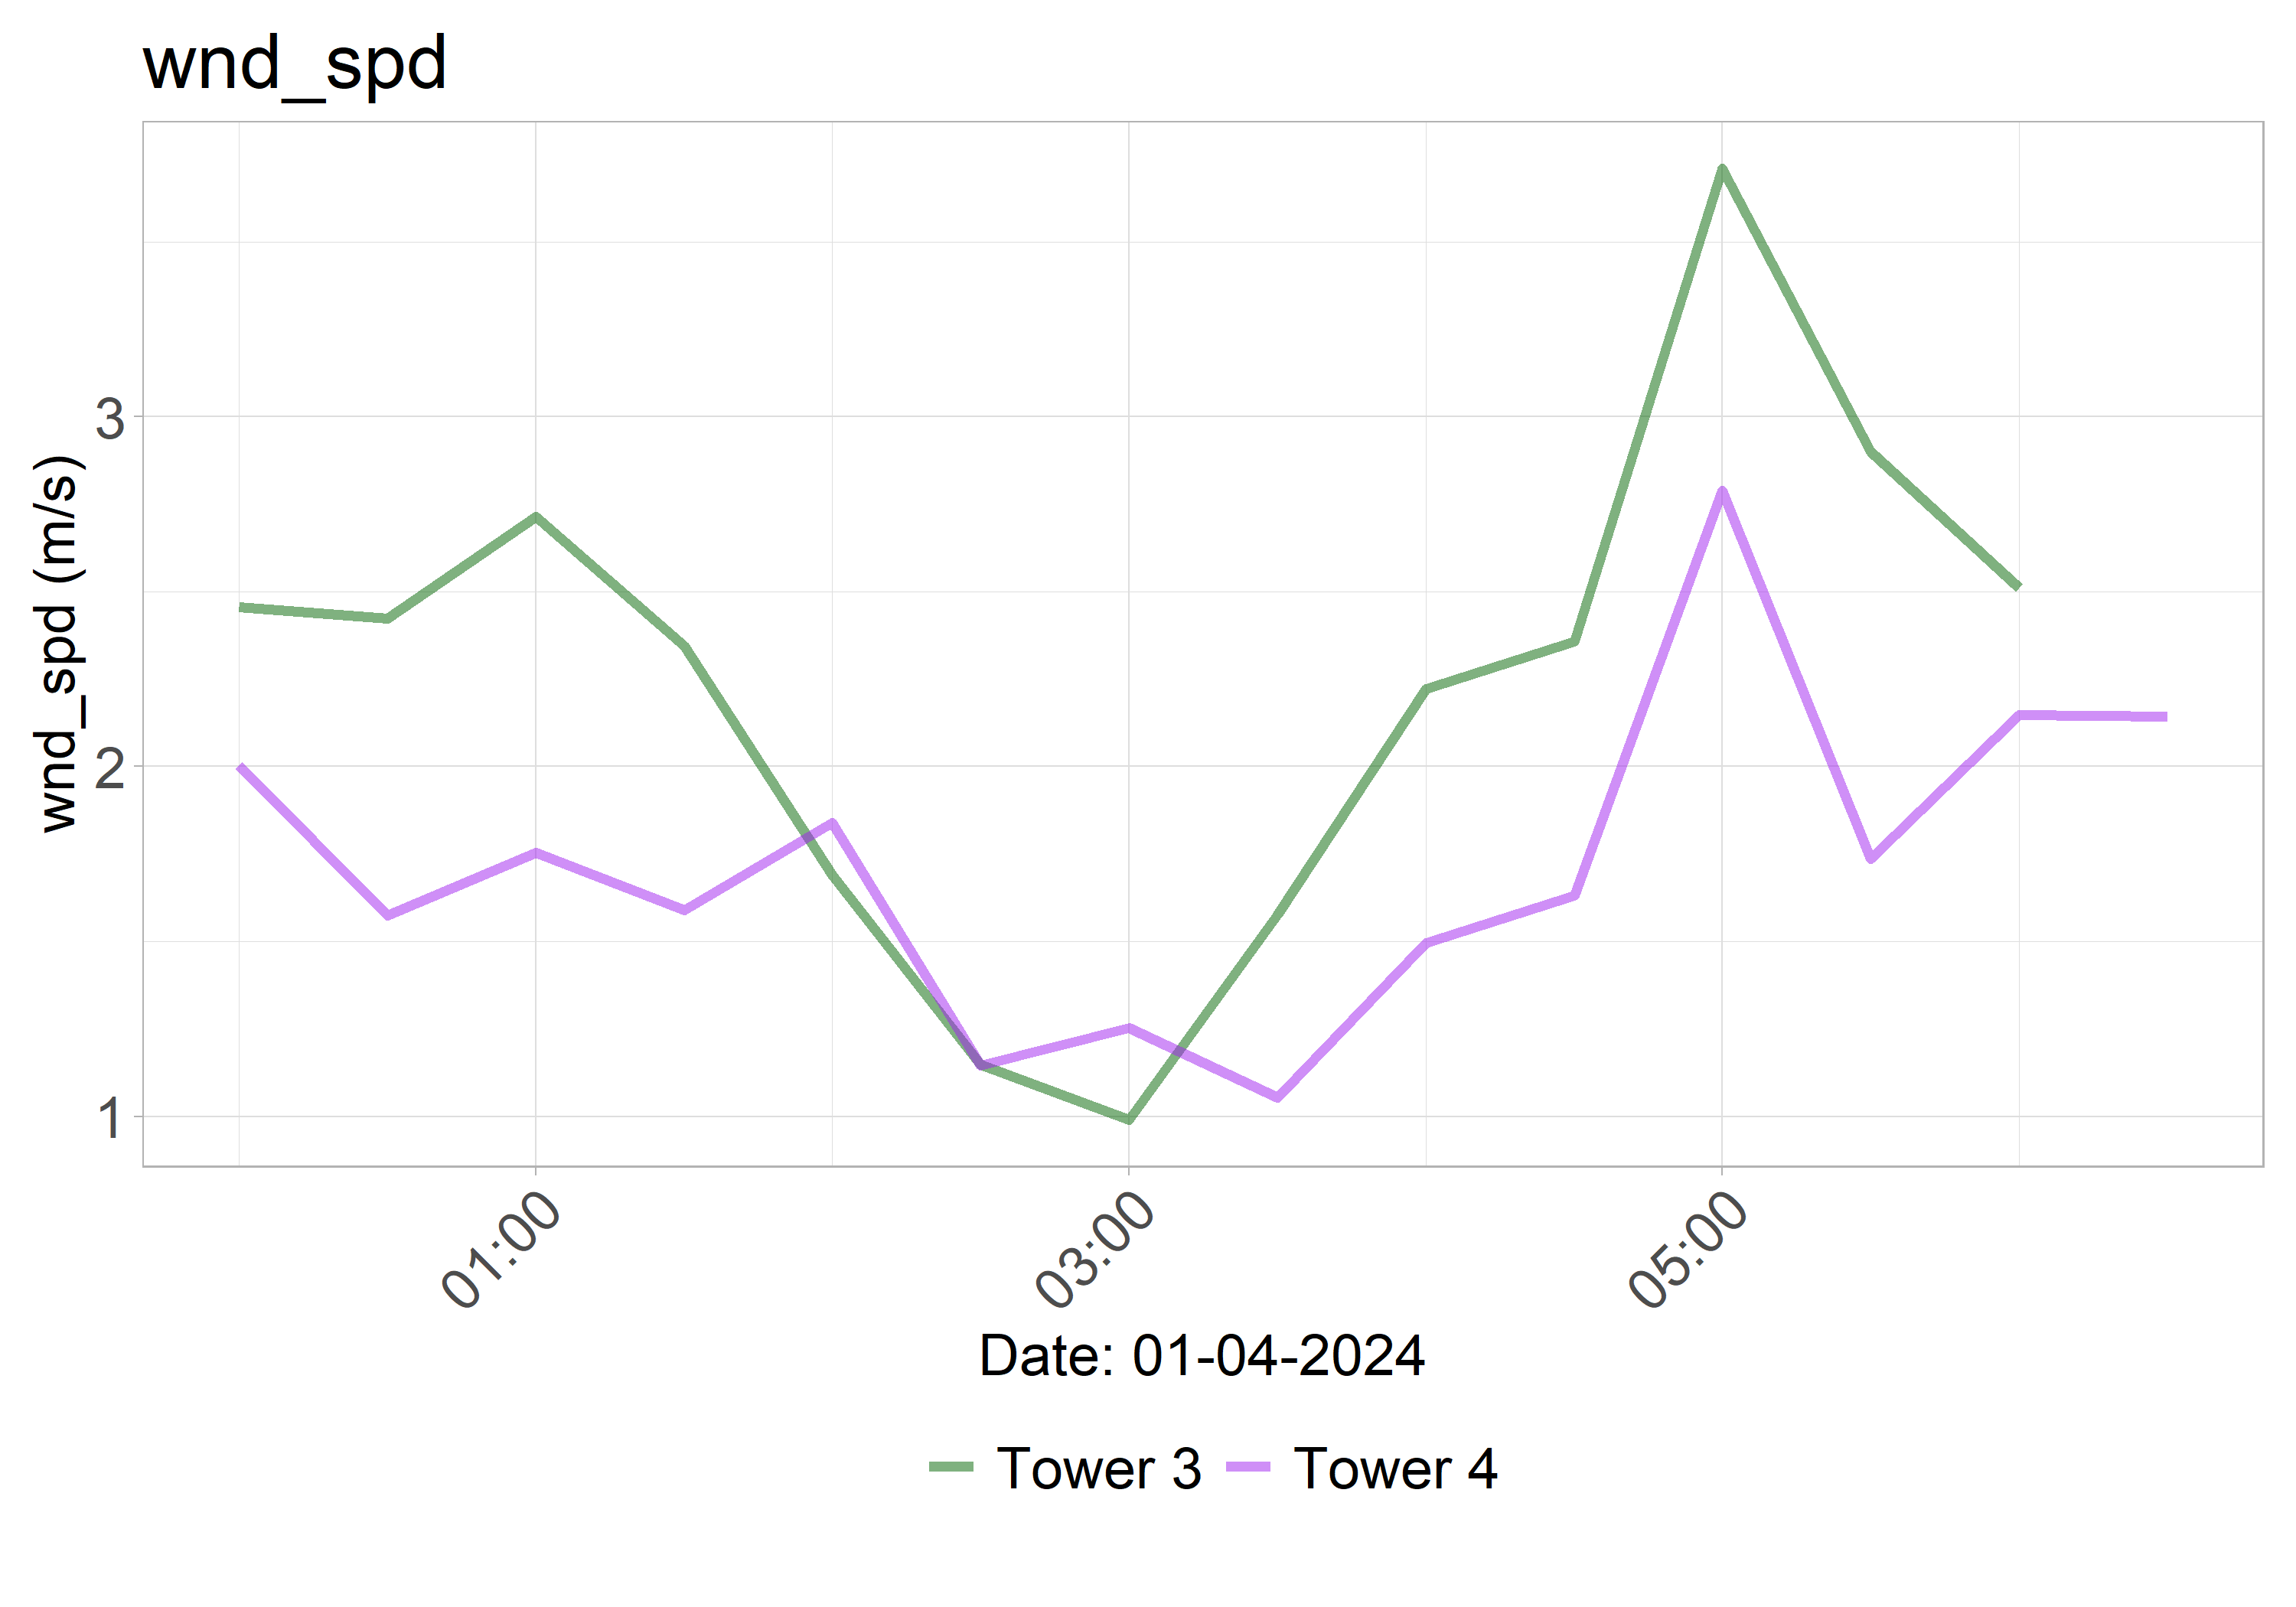 wnd_spd
wnd_spd (m/s)
3
2
1
01:00
03:00
05:00
Date: 01-04-2024
Tower 3
Tower 4